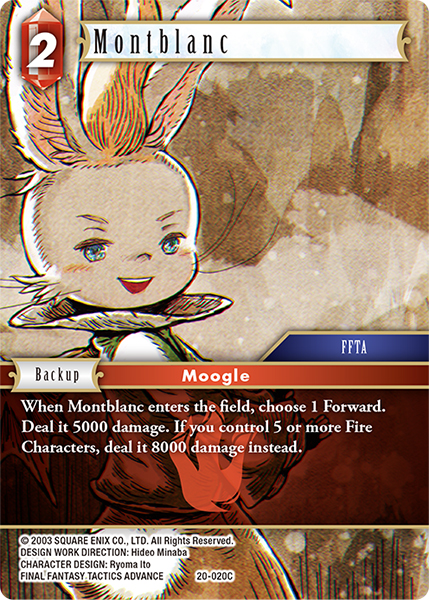 2
Montblanc
FFTA
Backup
Moogle
When Montblanc enters the field, choose 1 Forward.
Deal it 5000 damage. If you control 5 or more Fire
Characters, deal it 8000 damage instead.
© 2003 SQUARE ENIX CO., LTD. All Rights Reserved.
DESIGN WORK DIRECTION: Hideo Minaba
CHARACTER DESIGN: Ryoma Ito
FINAL FANTASY TACTICS ADVANCE
20-020C